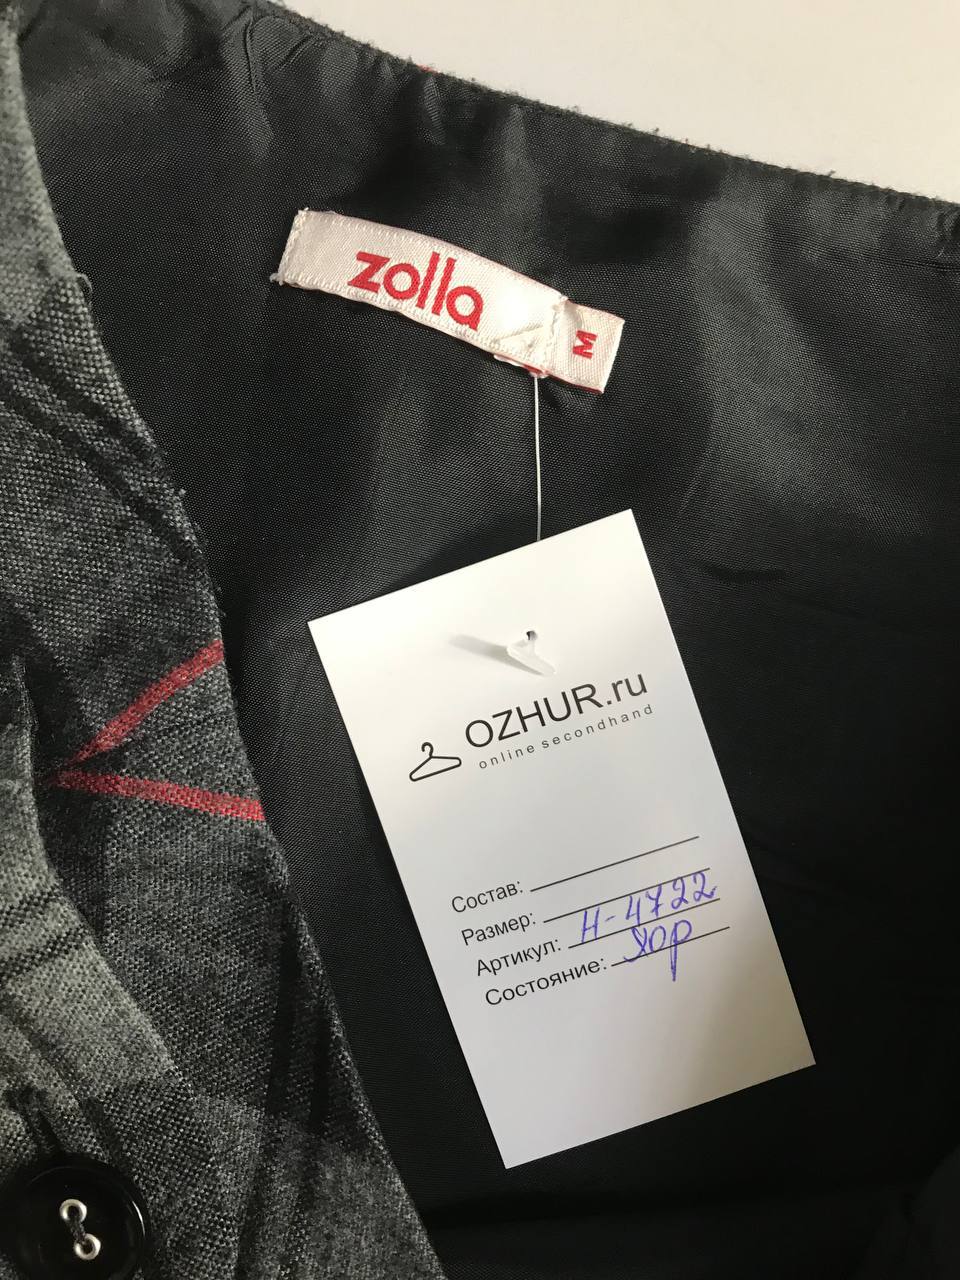 zolla
M
OZHUR.ru
online secondhand
Состав:
Размер:
Артикул: Н-4722
Состояние: хор